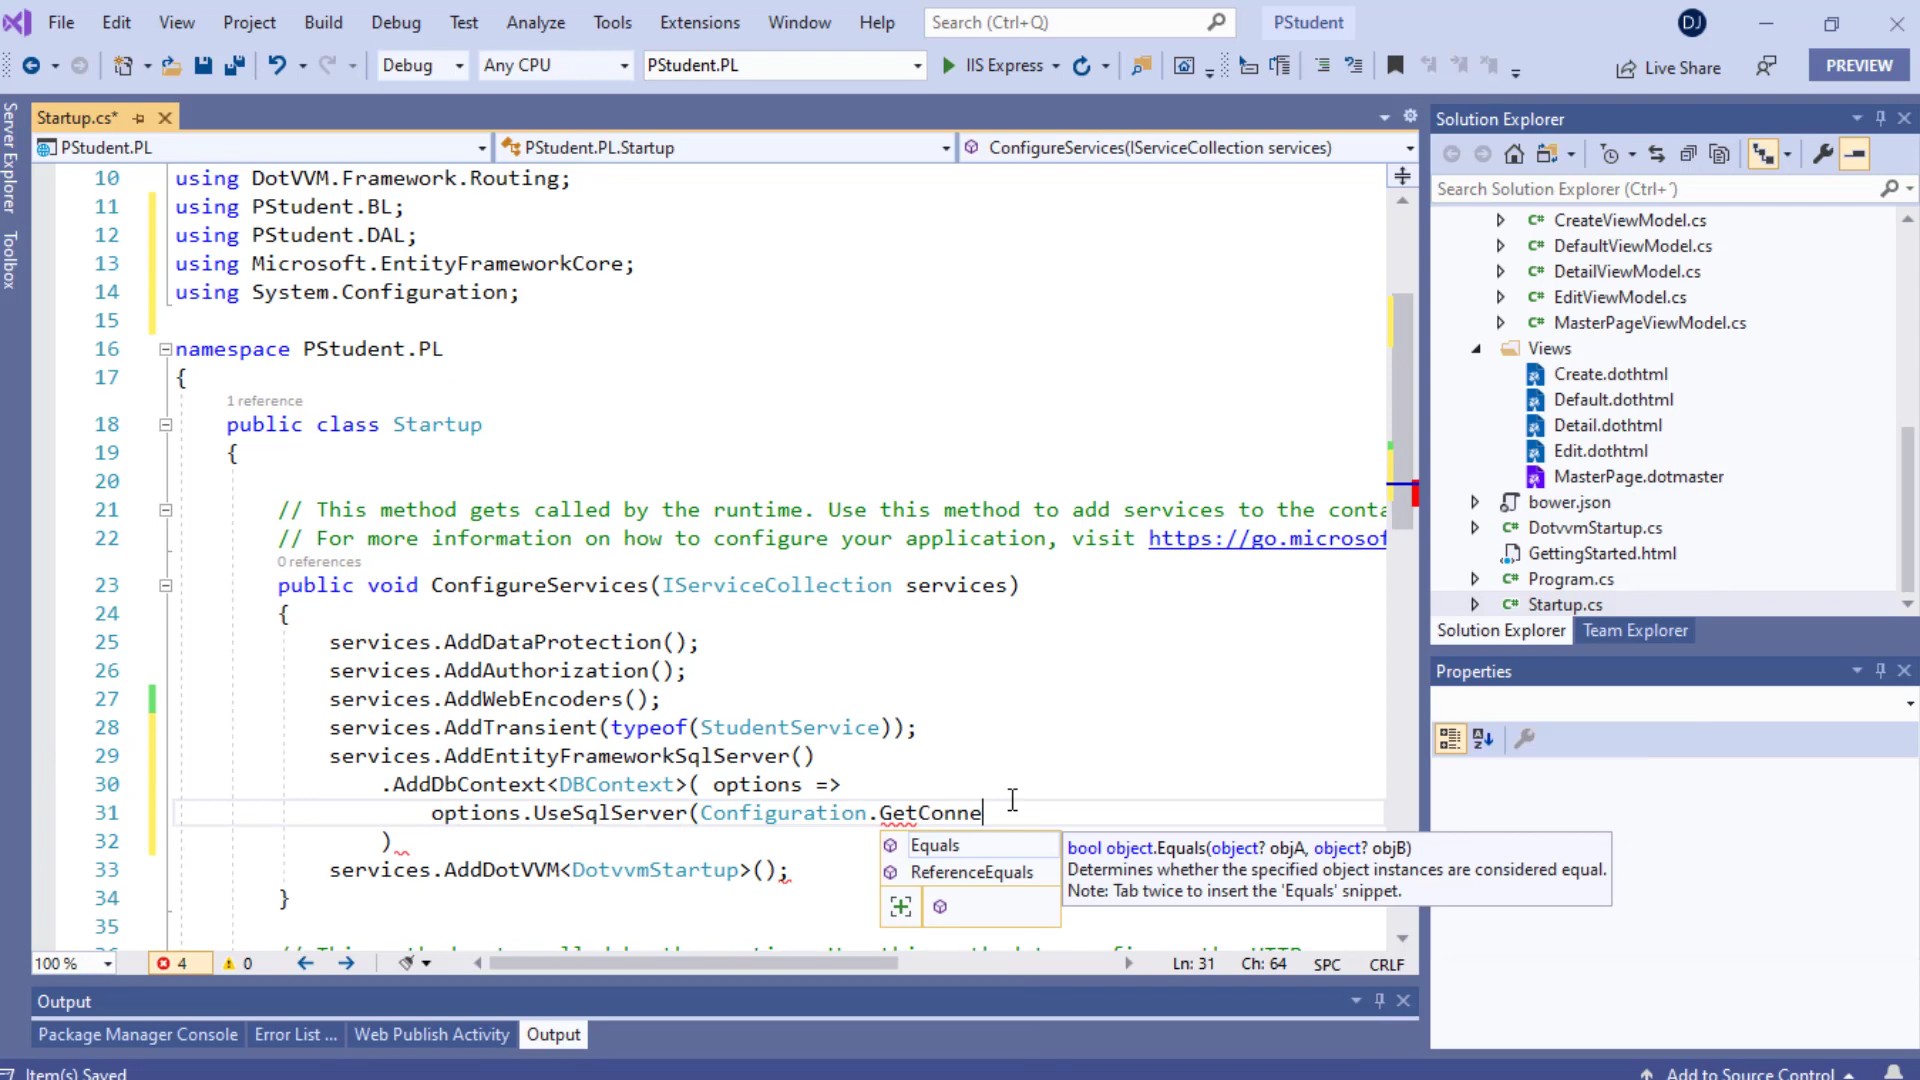 File Edit View Project Build Debug Test Analyze Tools Extensions Window Help Search (Ctrl+Q) PStudent DJ
Debug Any CPU PStudent.PL IIS Express Live Share PREVIEW
Server Explorer
Toolbox
Startup.cs*
PStudent.PL PStudent.PL.Startup ConfigureServices(IServiceCollection services)
10 using DotVVM.Framework.Routing;
11 using PStudent.BL;
12 using PStudent.DAL;
13 using Microsoft.EntityFrameworkCore;
14 using System.Configuration;
15
16 namespace PStudent.PL
17 {
1 reference
18 public class Startup
19 {
20
21 // This method gets called by the runtime. Use this method to add services to the conta
22 // For more information on how to configure your application, visit https://go.microsof
0 references
23 public void ConfigureServices(IServiceCollection services)
24 {
25 services.AddDataProtection();
26 services.AddAuthorization();
27 services.AddWebEncoders();
28 services.AddTransient(typeof(StudentService));
29 services.AddEntityFrameworkSqlServer()
30 .AddDbContext<DBContext>( options =>
31 options.UseSqlServer(Configuration.GetConne
32 )
33 services.AddDotVVM<DotvvmStartup>();
34 }
35
Equals
ReferenceEquals
bool object.Equals(object? objA, object? objB)
Determines whether the specified object instances are considered equal.
Note: Tab twice to insert the 'Equals' snippet.
100 % 4 0 Ln: 31 Ch: 64 SPC CRLF
Output
Package Manager Console Error List ... Web Publish Activity Output
Item(s) Saved Add to Source Control
Solution Explorer
Search Solution Explorer (Ctrl+´)
C# CreateViewModel.cs
C# DefaultViewModel.cs
C# DetailViewModel.cs
C# EditViewModel.cs
C# MasterPageViewModel.cs
Views
Create.dothtml
Default.dothtml
Detail.dothtml
Edit.dothtml
MasterPage.dotmaster
bower.json
C# DotvvmStartup.cs
GettingStarted.html
C# Program.cs
C# Startup.cs
Solution Explorer Team Explorer
Properties